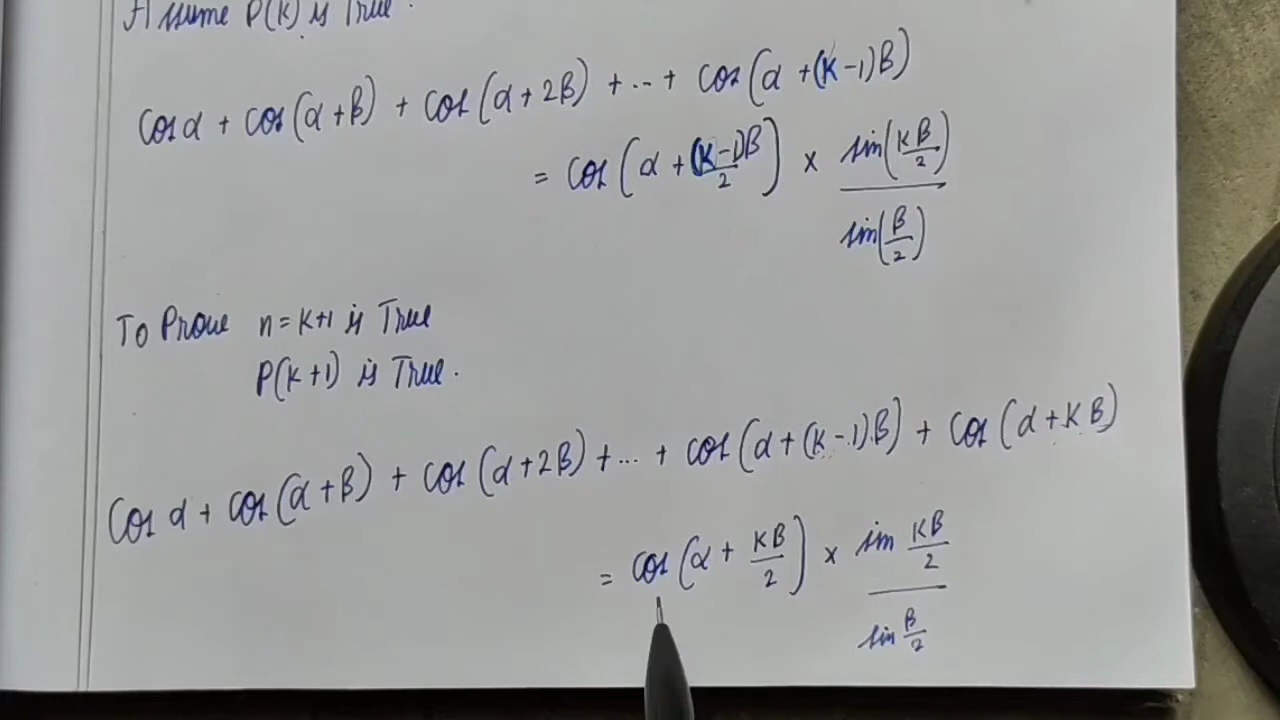 Assume P(K) is True.
cos α + cos(α+β) + cos(α+2β) + ... + cos(α+(K-1)β)
= cos(α + (K-1)β/2) × sin(Kβ/2) / sin(β/2)
To Prove n=K+1 is True
P(K+1) is True.
cos α + cos(α+β) + cos(α+2β) + ... + cos(α+(K-1)β) + cos(α+Kβ)
= cos(α + Kβ/2) × sin Kβ/2 / sin β/2